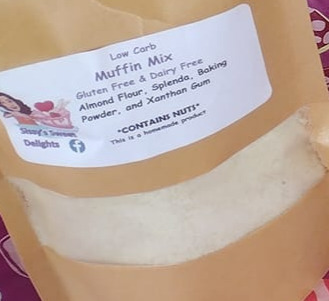 Low Carb
Muffin Mix
Gluten Free & Dairy Free
Almond Flour, Splenda, Baking
Powder, and Xanthan Gum
*CONTAINS NUTS*
This is a homemade product
Sissy's Sweet
Delights